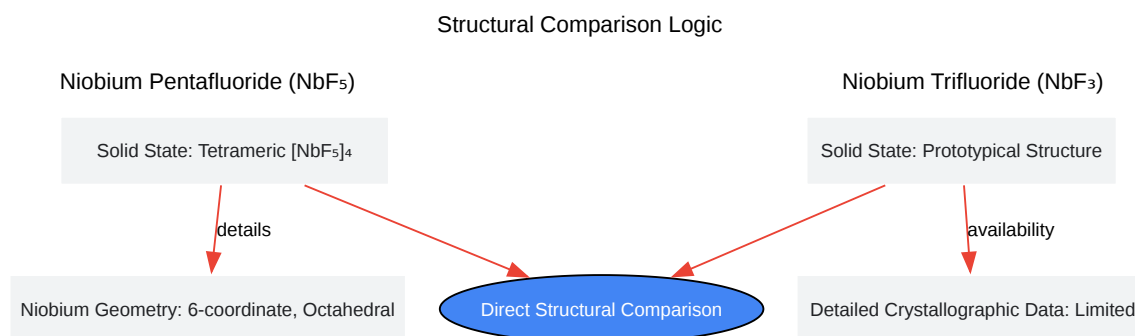 Structural Comparison Logic
Niobium Pentafluoride (NbF₅)
Niobium Trifluoride (NbF₃)
Solid State: Tetrameric [NbF₅]₄
Solid State: Prototypical Structure
details
availability
Niobium Geometry: 6-coordinate, Octahedral
Direct Structural Comparison
Detailed Crystallographic Data: Limited